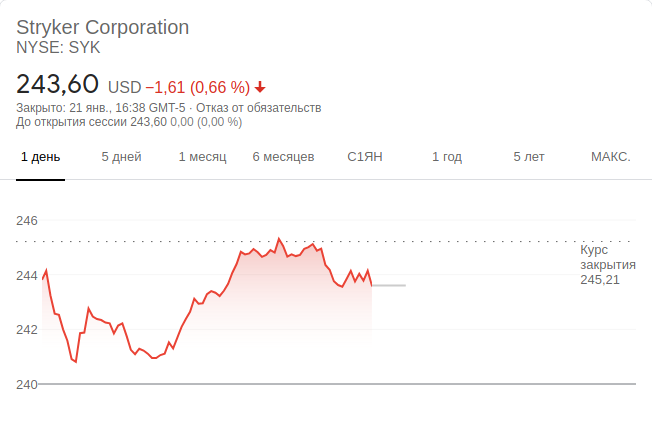 Stryker Corporation
NYSE: SYK
243,60 USD −1,61 (0,66 %)
Закрыто: 21 янв., 16:38 GMT-5 · Отказ от обязательств
До открытия сессии 243,60 0,00 (0,00 %)
1 день 5 дней 1 месяц 6 месяцев С1ЯН 1 год 5 лет МАКС.
246
Курс
закрытия
245,21
244
242
240